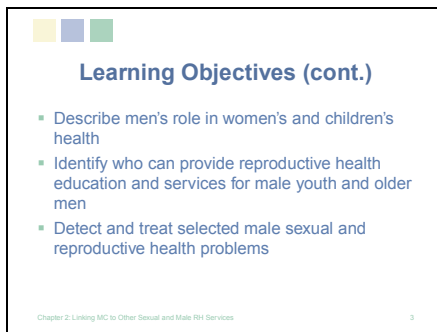 Learning Objectives (cont.)
▪ Describe men's role in women's and children's
health
▪ Identify who can provide reproductive health
education and services for male youth and older
men
▪ Detect and treat selected male sexual and
reproductive health problems
Chapter 2: Linking MC to Other Sexual and Male RH Services
3